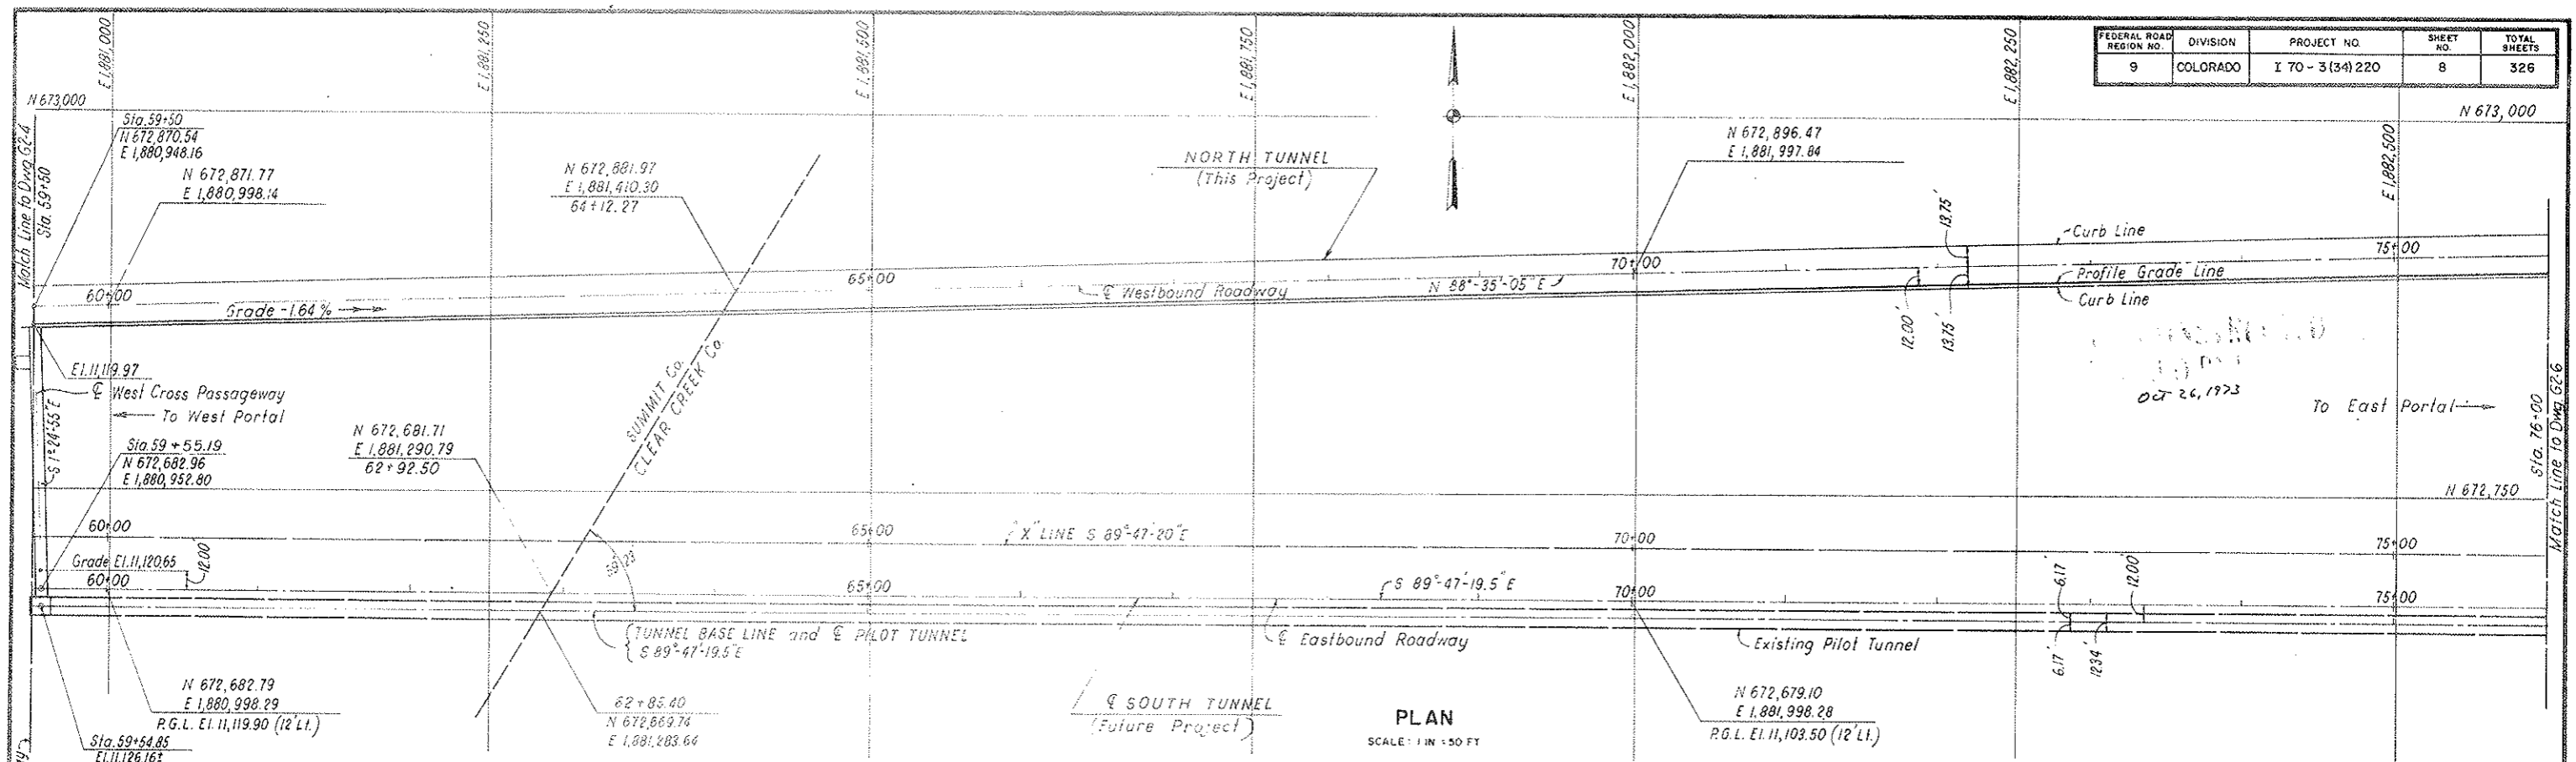 FEDERAL ROAD REGION NO.
DIVISION
PROJECT NO.
SHEET NO.
TOTAL SHEETS
9
COLORADO
I 70 - 3 (34) 220
8
326
E 1,881,000
E 1,881,250
E 1,881,500
E 1,881,750
E 1,882,000
E 1,882,250
E 1,882,500
N 673,000
N 673,000
Match Line to Dwg G2-4
Sta. 59+50
Sta. 59+50
N 672,870.54
E 1,880,948.16
N 672,871.77
E 1,880,998.14
N 672,881.97
E 1,881,410.30
64+12.27
NORTH TUNNEL
(This Project)
N 672,896.47
E 1,881,997.84
13.75'
Curb Line
75+00
60+00
65+00
70+00
Profile Grade Line
Grade -1.64 %
℄ Westbound Roadway
N 88°-35'-05" E
Curb Line
12.00'
13.75'
OCT 26, 1973
El. 11,119.97
℄ West Cross Passageway
To West Portal
To East Portal
S 1°-24'-55" E
SUMMIT Co.
CLEAR CREEK Co.
Sta. 59+55.19
N 672,682.96
E 1,880,952.80
N 672,681.71
E 1,881,290.79
62+92.50
Sta. 76+00
Match Line to Dwg G2-6
N 672,750
60+00
65+00
"X" LINE S 89°-47'-20" E
70+00
75+00
Grade El. 11,120.65
12.00'
60+00
65+00
S 89°-47'-19.5" E
70+00
6.17'
12.00'
75+00
TUNNEL BASE LINE and ℄ PILOT TUNNEL
S 89°-47'-19.5" E
℄ Eastbound Roadway
Existing Pilot Tunnel
6.17'
12.34'
N 672,682.79
E 1,880,998.29
P.G.L. El. 11,119.90 (12' Lt.)
62+85.40
N 672,669.74
E 1,881,283.64
℄ SOUTH TUNNEL
(Future Project)
PLAN
SCALE: 1 IN = 50 FT
N 672,679.10
E 1,881,998.28
P.G.L. El. 11,103.50 (12' Lt.)
Sta. 59+54.85
El. 11,126.16±